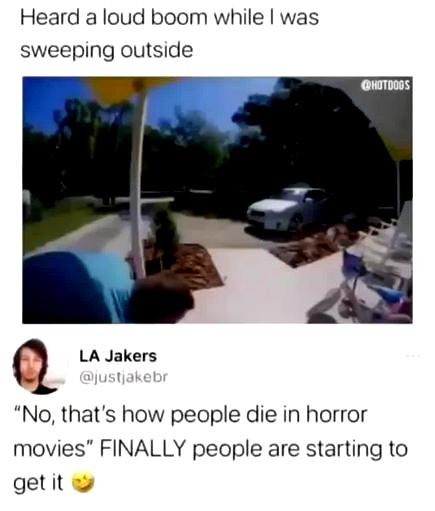 Heard a loud boom while I was
sweeping outside
@HOTDOGS
LA Jakers
@justjakebr
"No, that's how people die in horror
movies" FINALLY people are starting to
get it 🤣